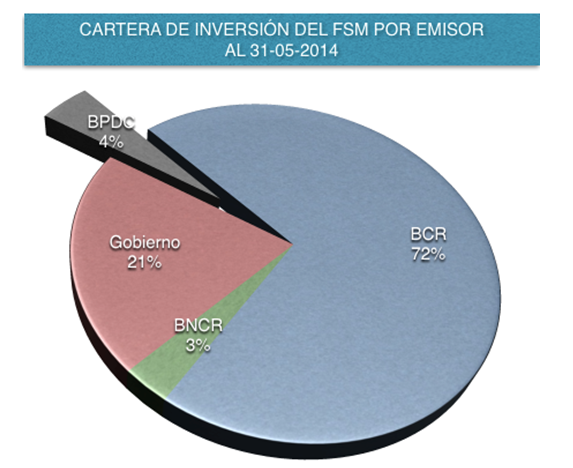 CARTERA DE INVERSIÓN DEL FSM POR EMISOR
AL 31-05-2014
BPDC
4%
Gobierno
21%
BCR
72%
BNCR
3%